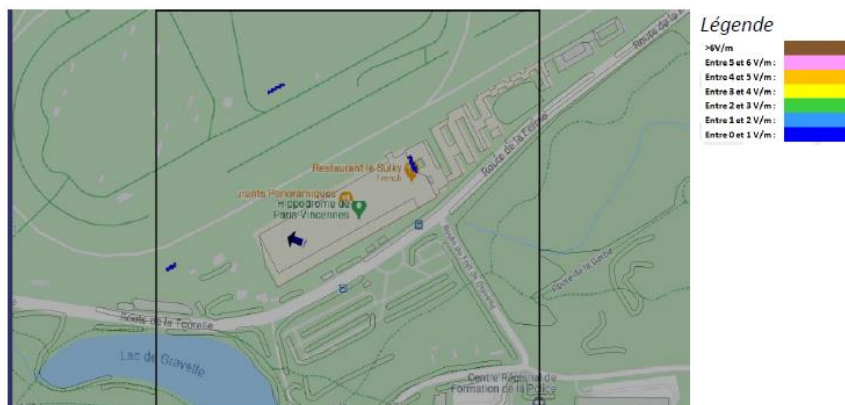 Légende
>6V/m
Entre 5 et 6 V/m :
Entre 4 et 5 V/m :
Entre 3 et 4 V/m :
Entre 2 et 3 V/m :
Entre 1 et 2 V/m :
Entre 0 et 1 V/m :
Route de la Ferme
Restaurant le Sulky
French
urants Panoramiques
Hippodrome de
Paris-Vincennes
Route de la Tourelle
Lac de Gravelle
Centre Régional de
Formation de la Police